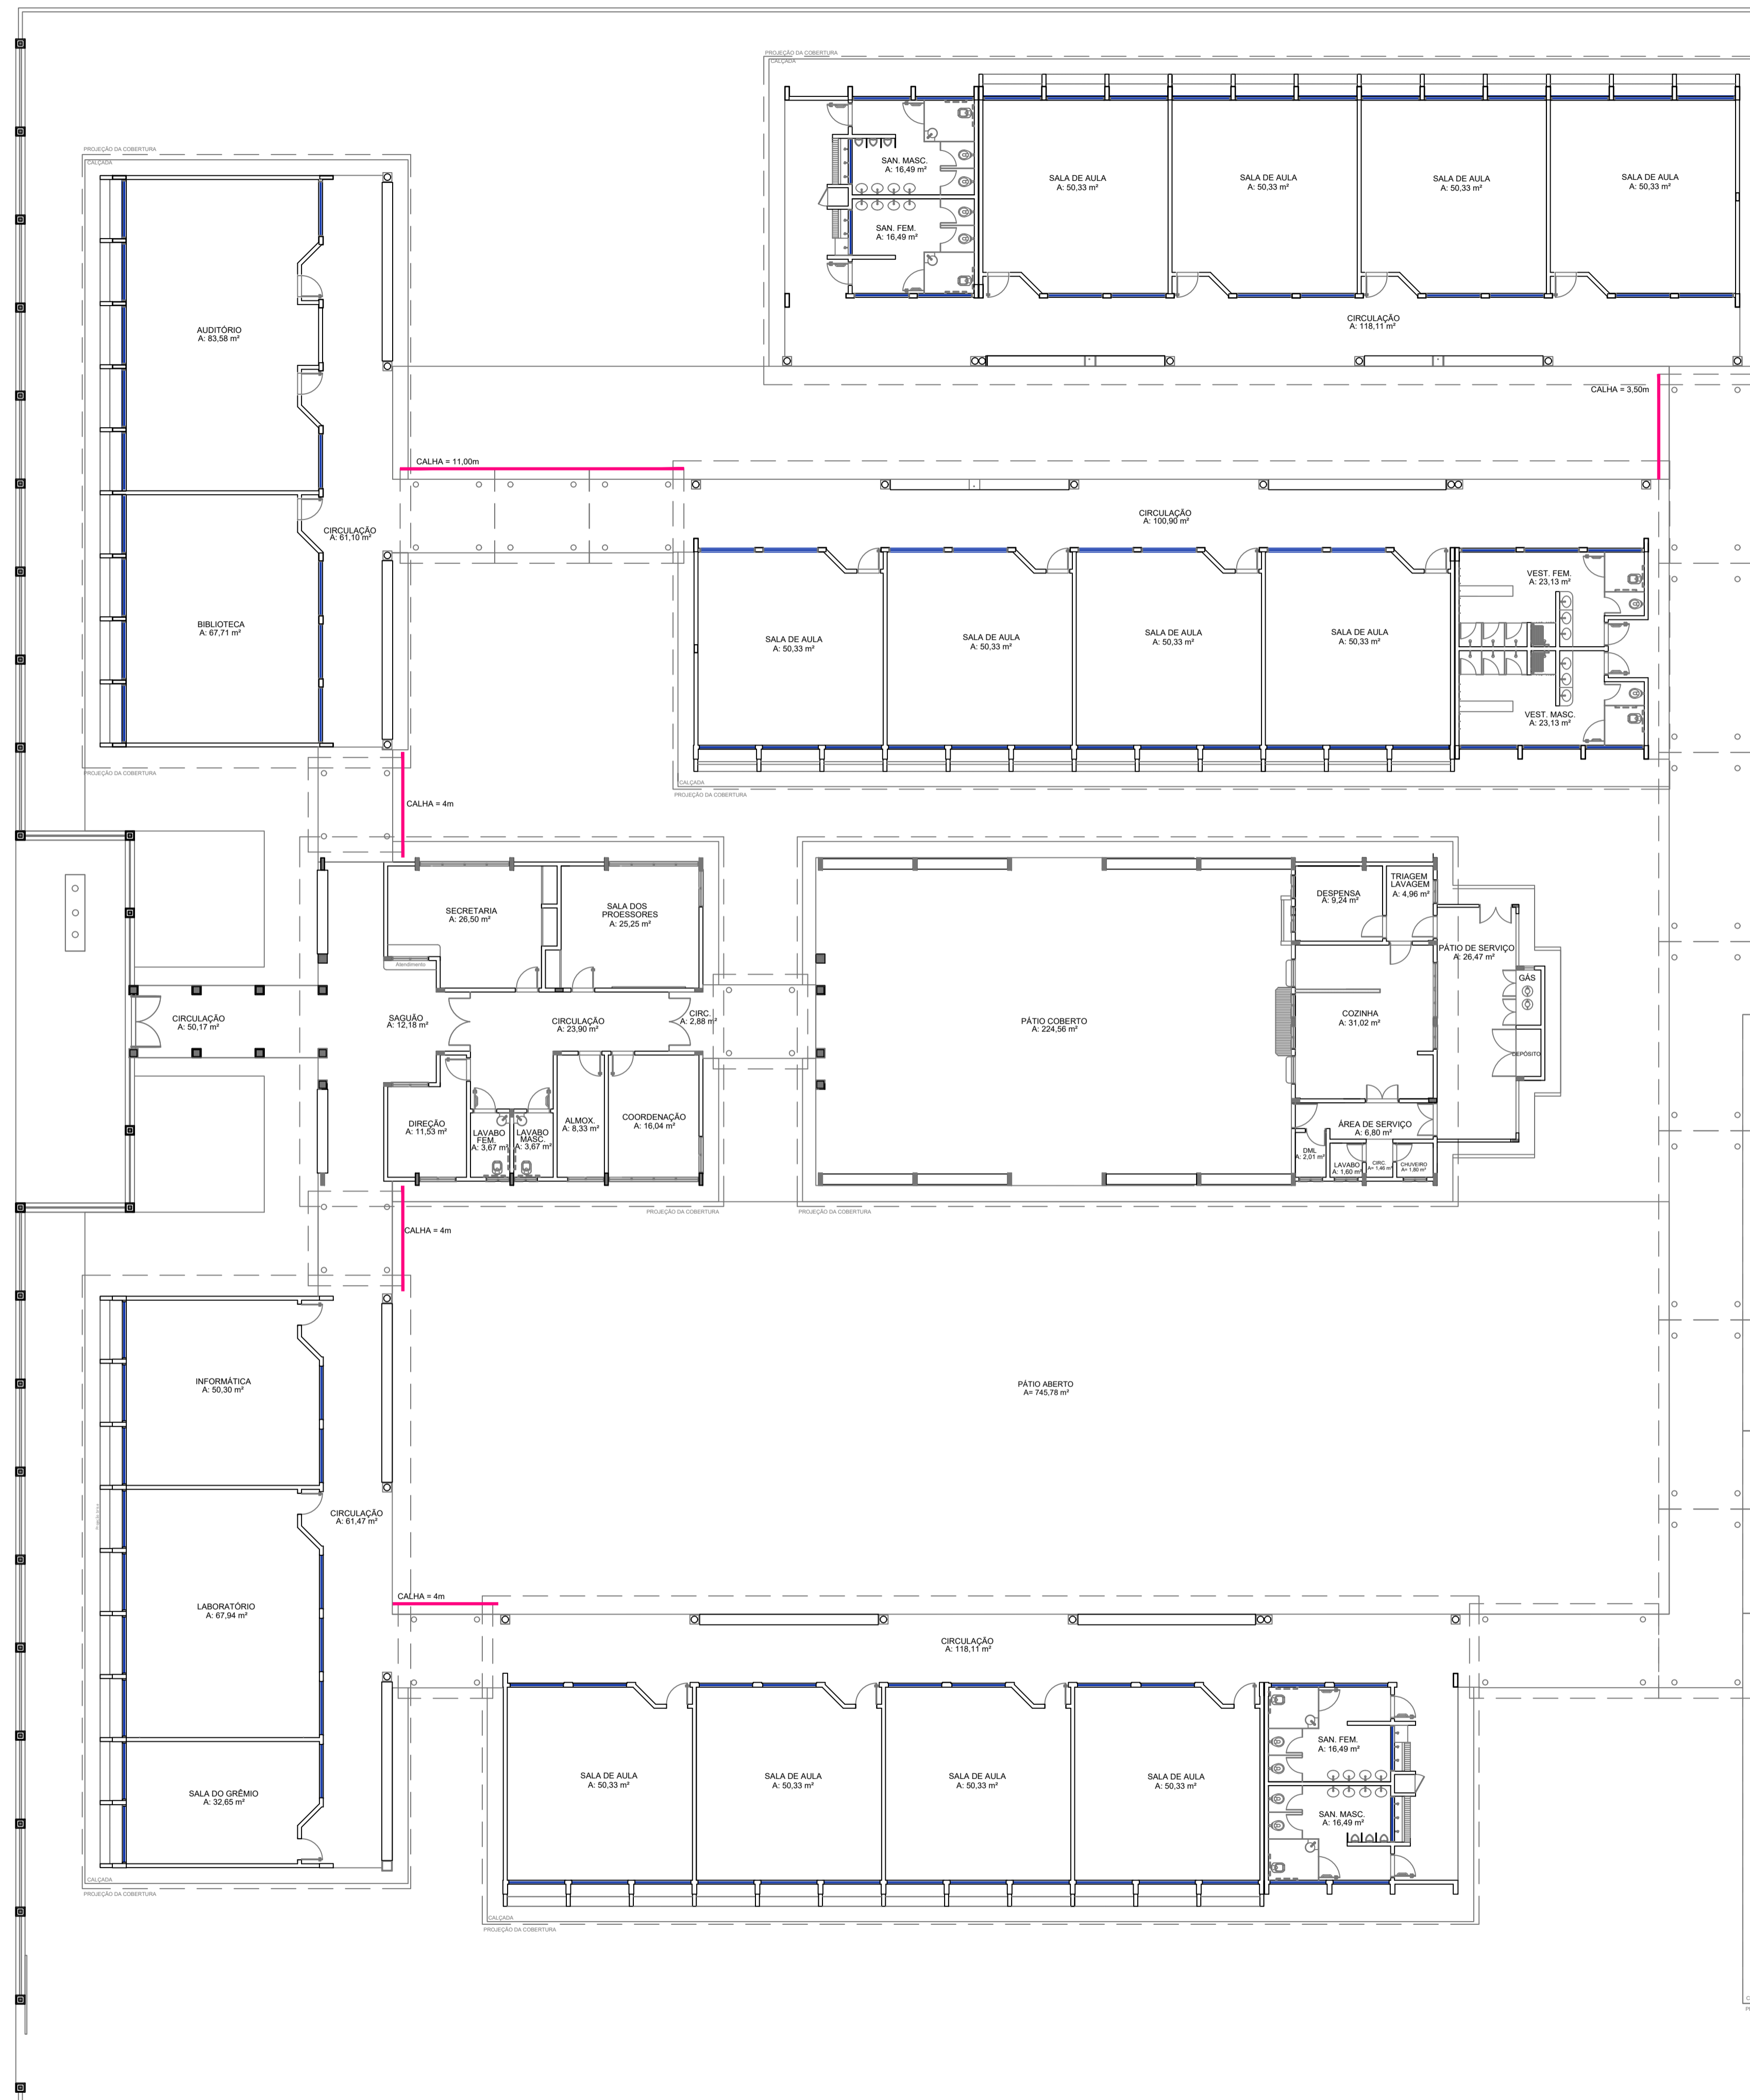 PROJEÇÃO DA COBERTURA
CALÇADA
SAN. MASC.
A: 16,49 m²
SAN. FEM.
A: 16,49 m²
SALA DE AULA
A: 50,33 m²
SALA DE AULA
A: 50,33 m²
SALA DE AULA
A: 50,33 m²
SALA DE AULA
A: 50,33 m²
CIRCULAÇÃO
A: 118,11 m²
CALHA = 3,50m
PROJEÇÃO DA COBERTURA
CALÇADA
AUDITÓRIO
A: 83,58 m²
CALHA = 11,00m
CIRCULAÇÃO
A: 61,10 m²
BIBLIOTECA
A: 67,71 m²
PROJEÇÃO DA COBERTURA
CIRCULAÇÃO
A: 100,90 m²
SALA DE AULA
A: 50,33 m²
SALA DE AULA
A: 50,33 m²
SALA DE AULA
A: 50,33 m²
SALA DE AULA
A: 50,33 m²
VEST. FEM.
A: 23,13 m²
VEST. MASC.
A: 23,13 m²
CALÇADA
PROJEÇÃO DA COBERTURA
CALHA = 4m
SECRETARIA
A: 26,50 m²
Atendimento
SALA DOS
PROESSORES
A: 25,25 m²
CIRCULAÇÃO
A: 50,17 m²
SAGUÃO
A: 12,18 m²
CIRCULAÇÃO
A: 23,90 m²
CIRC.
A: 2,88 m²
DIREÇÃO
A: 11,53 m²
LAVABO
FEM.
A: 3,67 m²
LAVABO
MASC.
A: 3,67 m²
ALMOX.
A: 8,33 m²
COORDENAÇÃO
A: 16,04 m²
PROJEÇÃO DA COBERTURA
CALHA = 4m
PÁTIO COBERTO
A: 224,56 m²
DESPENSA
A: 9,24 m²
TRIAGEM
LAVAGEM
A: 4,96 m²
PÁTIO DE SERVIÇO
A: 26,47 m²
GÁS
COZINHA
A: 31,02 m²
DEPÓSITO
ÁREA DE SERVIÇO
A: 6,80 m²
DML
A: 2,01 m²
LAVABO
A: 1,60 m²
CIRC.
A= 1,46 m²
CHUVEIRO
A= 1,80 m²
PROJEÇÃO DA COBERTURA
INFORMÁTICA
A: 50,30 m²
PÁTIO ABERTO
A= 745,78 m²
CIRCULAÇÃO
A: 61,47 m²
LABORATÓRIO
A: 67,94 m²
SALA DO GRÊMIO
A: 32,65 m²
CALÇADA
PROJEÇÃO DA COBERTURA
CALHA = 4m
CIRCULAÇÃO
A: 118,11 m²
SALA DE AULA
A: 50,33 m²
SALA DE AULA
A: 50,33 m²
SALA DE AULA
A: 50,33 m²
SALA DE AULA
A: 50,33 m²
SAN. FEM.
A: 16,49 m²
SAN. MASC.
A: 16,49 m²
CALÇADA
PROJEÇÃO DA COBERTURA